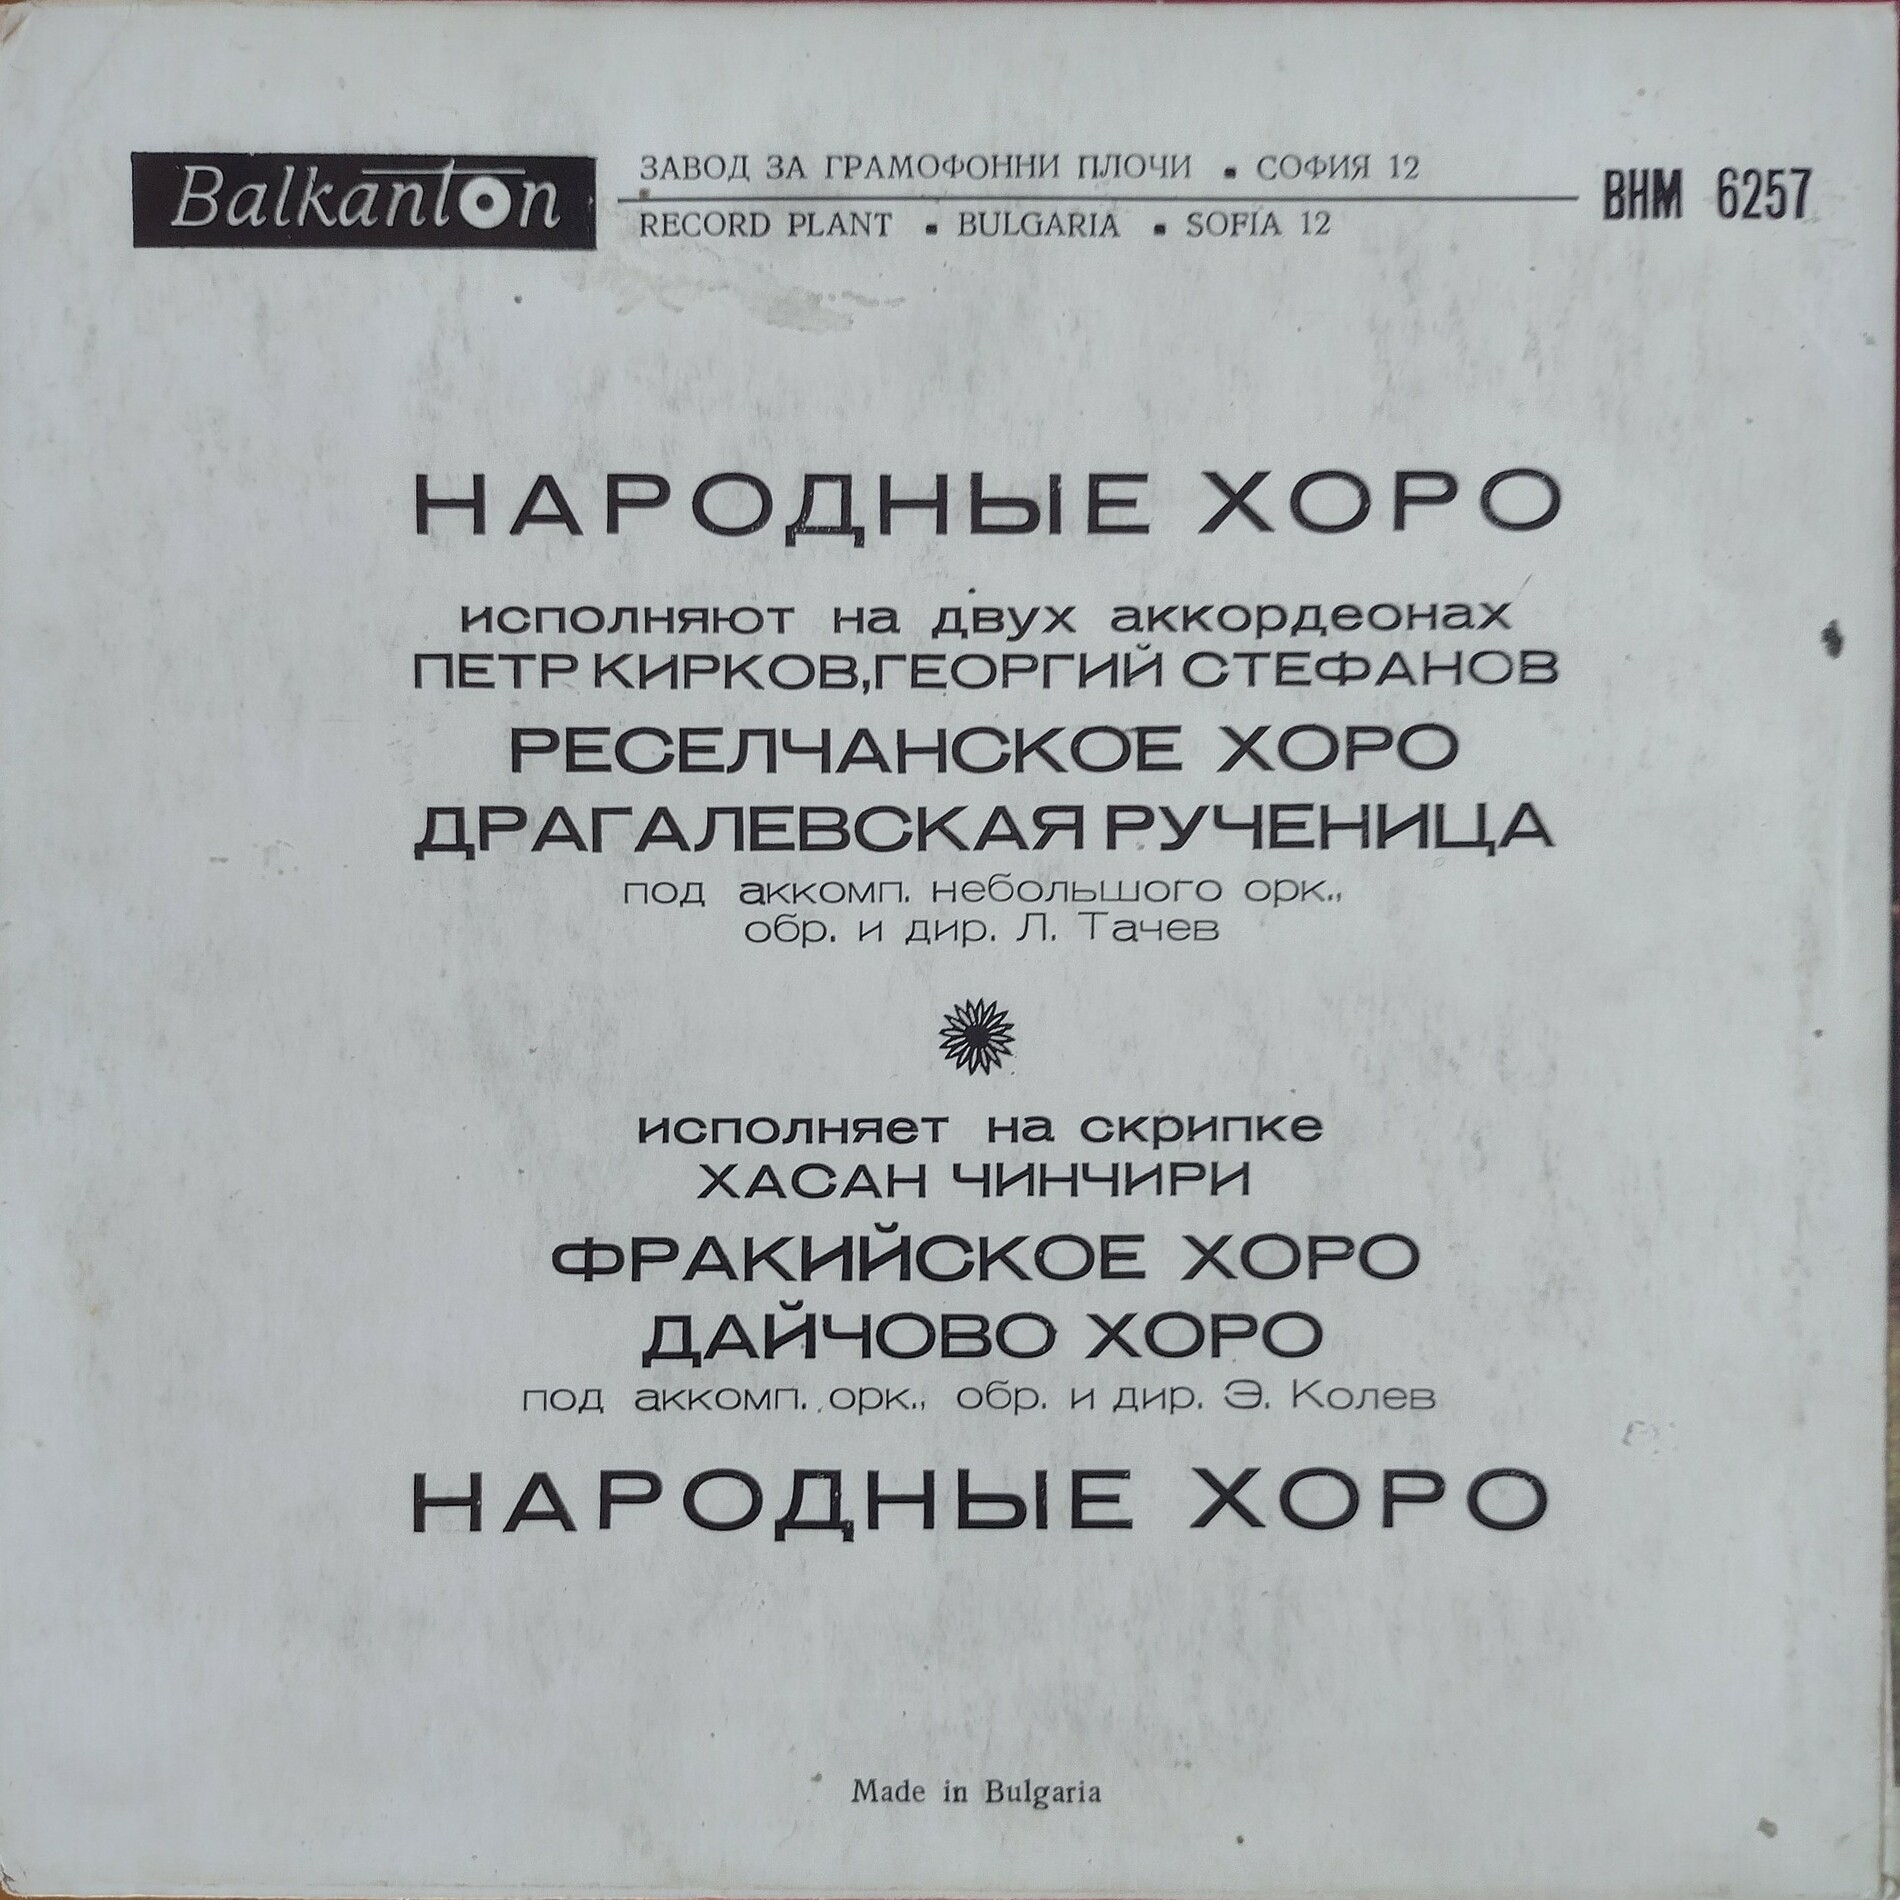 Balkanton
ЗАВОД ЗА ГРАМОФОННИ ПЛОЧИ ▪ СОФИЯ 12
RECORD PLANT ▪ BULGARIA ▪ SOFIA 12
ВНМ 6257
НАРОДНЫЕ ХОРО
исполняют на двух аккордеонах
ПЕТР КИРКОВ, ГЕОРГИЙ СТЕФАНОВ
РЕСЕЛЧАНСКОЕ ХОРО
ДРАГАЛЕВСКАЯ РУЧЕНИЦА
под аккомп. небольшого орк.,
обр. и дир. Л. Тачев
исполняет на скрипке
ХАСАН ЧИНЧИРИ
ФРАКИЙСКОЕ ХОРО
ДАЙЧОВО ХОРО
под аккомп. орк., обр. и дир. Э. Колев
НАРОДНЫЕ ХОРО
Made in Bulgaria